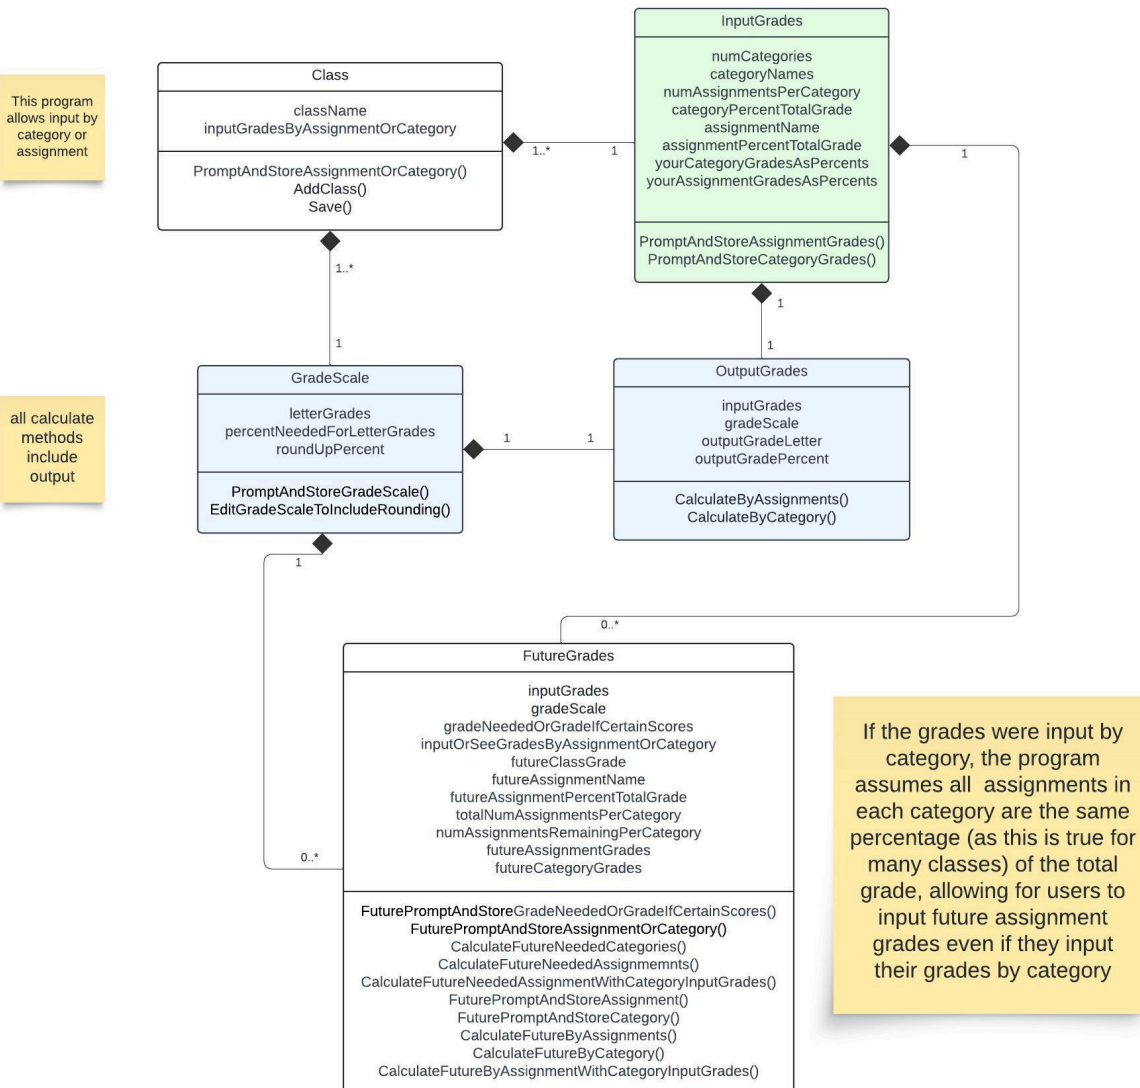 This program
allows input by
category or
assignment
Class
className
inputGradesByAssignmentOrCategory
PromptAndStoreAssignmentOrCategory()
AddClass()
Save()
1..*
1
InputGrades
numCategories
categoryNames
numAssignmentsPerCategory
categoryPercentTotalGrade
assignmentName
assignmentPercentTotalGrade
yourCategoryGradesAsPercents
yourAssignmentGradesAsPercents
PromptAndStoreAssignmentGrades()
PromptAndStoreCategoryGrades()
1
1..*
1
1
1
all calculate
methods
include
output
GradeScale
letterGrades
percentNeededForLetterGrades
roundUpPercent
PromptAndStoreGradeScale()
EditGradeScaleToIncludeRounding()
1
1
OutputGrades
inputGrades
gradeScale
outputGradeLetter
outputGradePercent
CalculateByAssignments()
CalculateByCategory()
1
0..*
0..*
FutureGrades
inputGrades
gradeScale
gradeNeededOrGradeIfCertainScores
inputOrSeeGradesByAssignmentOrCategory
futureClassGrade
futureAssignmentName
futureAssignmentPercentTotalGrade
totalNumAssignmentsPerCategory
numAssignmentsRemainingPerCategory
futureAssignmentGrades
futureCategoryGrades
FuturePromptAndStoreGradeNeededOrGradeIfCertainScores()
FuturePromptAndStoreAssignmentOrCategory()
CalculateFutureNeededCategories()
CalculateFutureNeededAssignmemnts()
CalculateFutureNeededAssignmentWithCategoryInputGrades()
FuturePromptAndStoreAssignment()
FuturePromptAndStoreCategory()
CalculateFutureByAssignments()
CalculateFutureByCategory()
CalculateFutureByAssignmentWithCategoryInputGrades()
If the grades were input by
category, the program
assumes all assignments in
each category are the same
percentage (as this is true for
many classes) of the total
grade, allowing for users to
input future assignment
grades even if they input
their grades by category